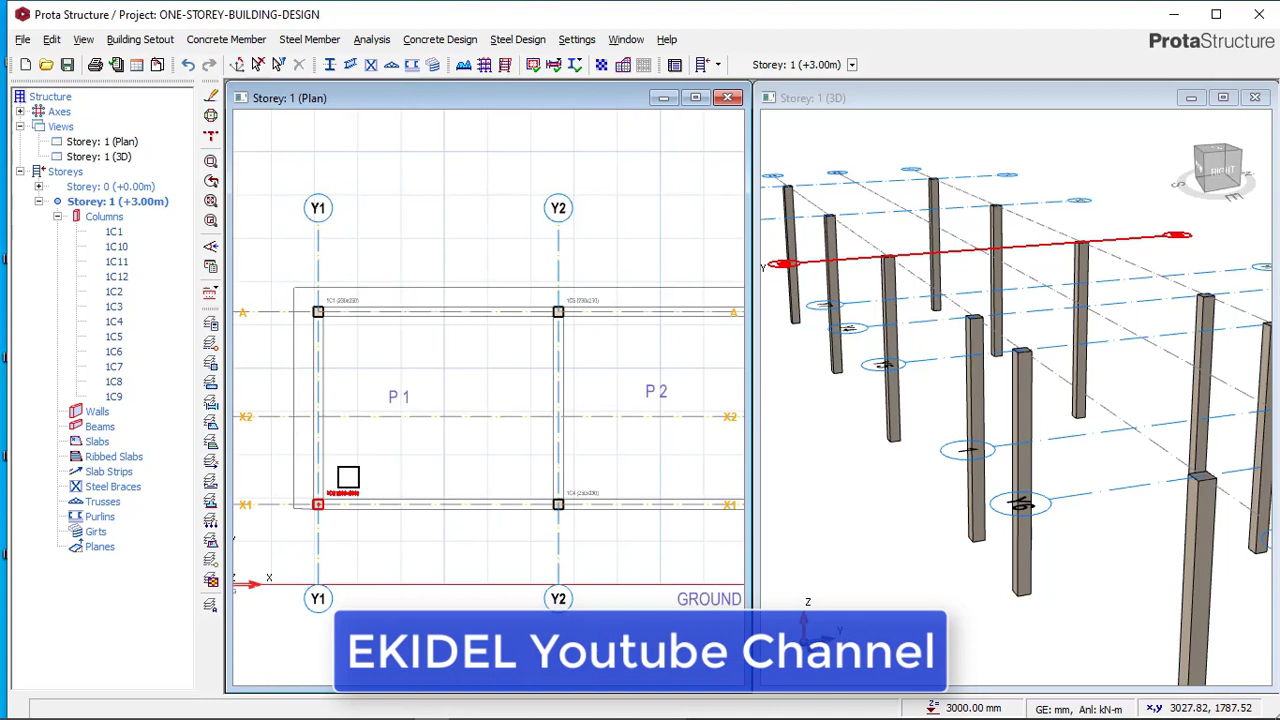 Prota Structure / Project: ONE-STOREY-BUILDING-DESIGN
File Edit View Building Setout Concrete Member Steel Member Analysis Concrete Design Steel Design Settings Window Help
ProtaStructure
Storey: 1 (+3.00m)
Structure
Axes
Views
Storey: 1 (Plan)
Storey: 1 (3D)
Storeys
Storey: 0 (+0.00m)
Storey: 1 (+3.00m)
Columns
1C1
1C10
1C11
1C12
1C2
1C3
1C4
1C5
1C6
1C7
1C8
1C9
Walls
Beams
Slabs
Ribbed Slabs
Slab Strips
Steel Braces
Trusses
Purlins
Girts
Planes
Storey: 1 (Plan)
Y1 Y2
A A
P 1 P 2
X2 X2
X1 X1
X
Y1 Y2
GROUND
Storey: 1 (3D)
RIGHT
Y
Z
Y
EKIDEL Youtube Channel
Z= 3000.00 mm GE: mm, Anl: kN-m x,y 3027.82, 1787.52